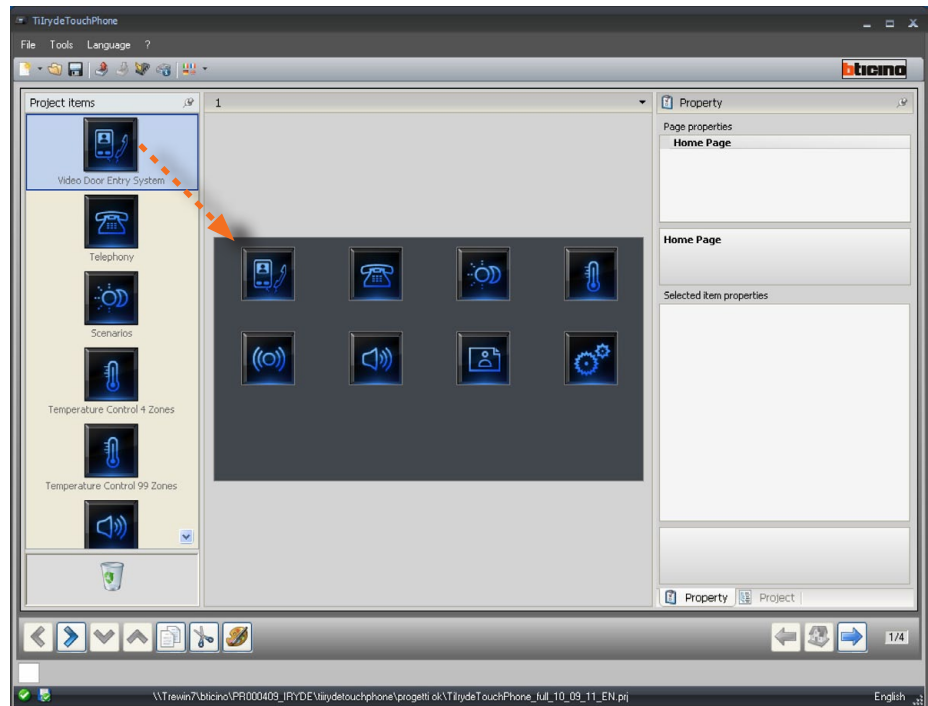 TiIrydeTouchPhone
File Tools Language ?
bticino
Project items
1
Property
Video Door Entry System
Telephony
Scenarios
Temperature Control 4 Zones
Temperature Control 99 Zones
Page properties
Home Page
Home Page
Selected item properties
Property Project
1/4
\\Trewin7\bticino\PR000409_IRYDE\tiirydetouchphone\progetti ok\TiIrydeTouchPhone_full_10_09_11_EN.prj
English